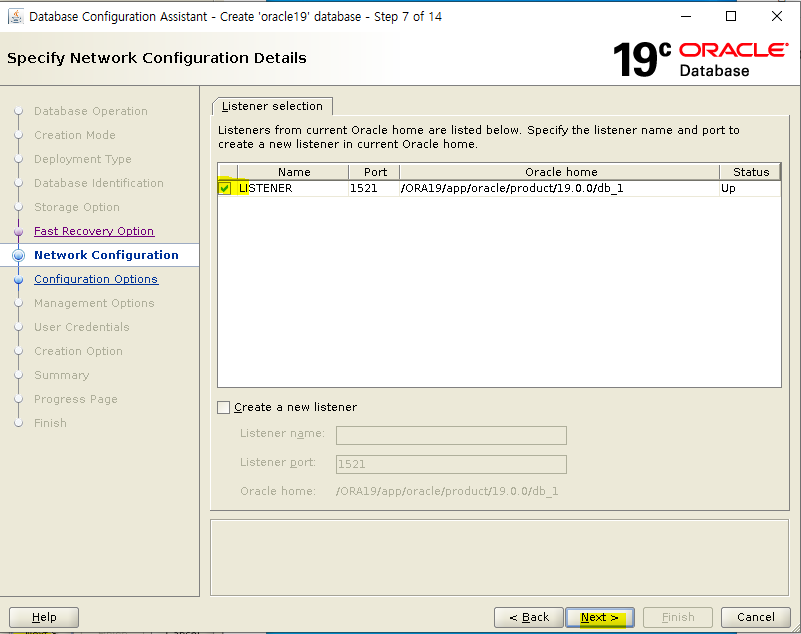 Database Configuration Assistant - Create 'oracle19' database - Step 7 of 14
Specify Network Configuration Details
19c ORACLE
Database
Database Operation
Creation Mode
Deployment Type
Database Identification
Storage Option
Fast Recovery Option
Network Configuration
Configuration Options
Management Options
User Credentials
Creation Option
Summary
Progress Page
Finish
Listener selection
Listeners from current Oracle home are listed below. Specify the listener name and port to
create a new listener in current Oracle home.
Name Port Oracle home Status
LISTENER 1521 /ORA19/app/oracle/product/19.0.0/db_1 Up
Create a new listener
Listener name:
Listener port: 1521
Oracle home: /ORA19/app/oracle/product/19.0.0/db_1
Help < Back Next > Finish Cancel